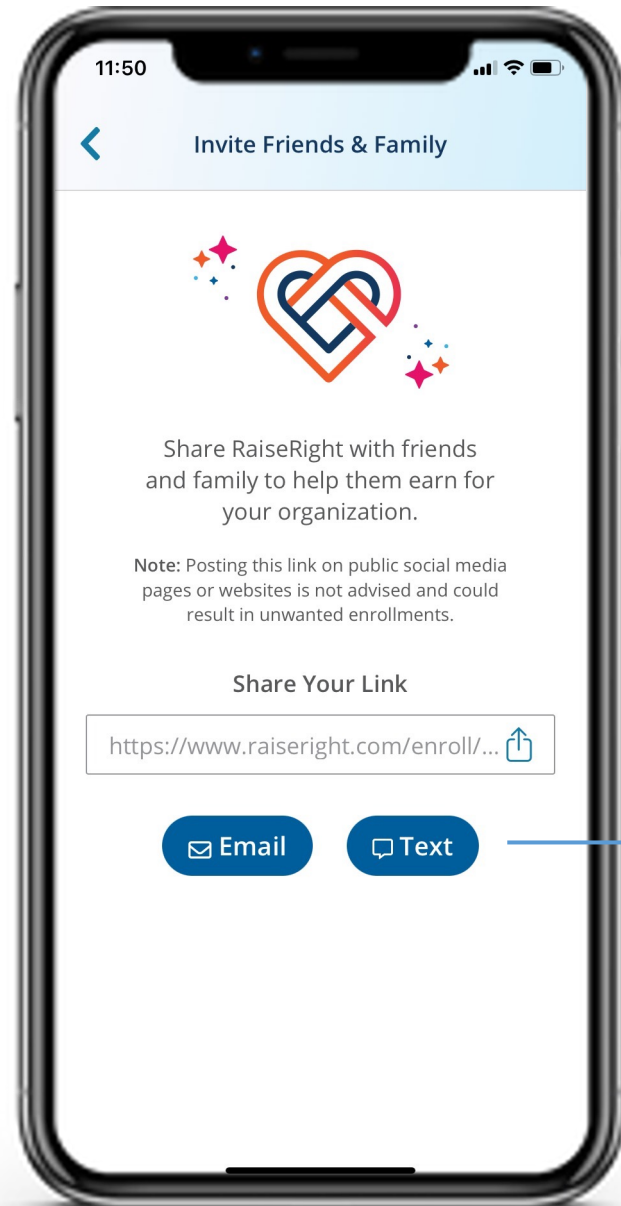 11:50
Invite Friends & Family
Share RaiseRight with friends
and family to help them earn for
your organization.
Note: Posting this link on public social media
pages or websites is not advised and could
result in unwanted enrollments.
Share Your Link
https://www.raiseright.com/enroll/...
Email
Text